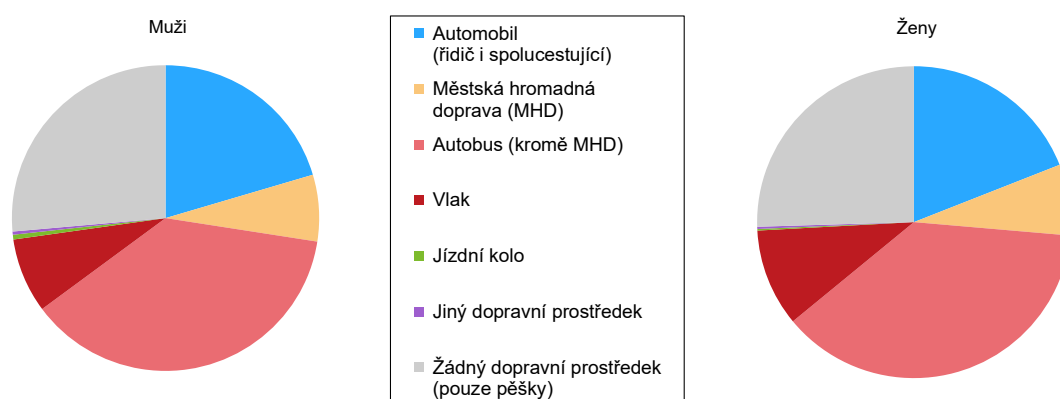 Muži
Automobil
(řidič i spolucestující)
Městská hromadná
doprava (MHD)
Autobus (kromě MHD)
Vlak
Jízdní kolo
Jiný dopravní prostředek
Žádný dopravní prostředek
(pouze pěšky)
Ženy